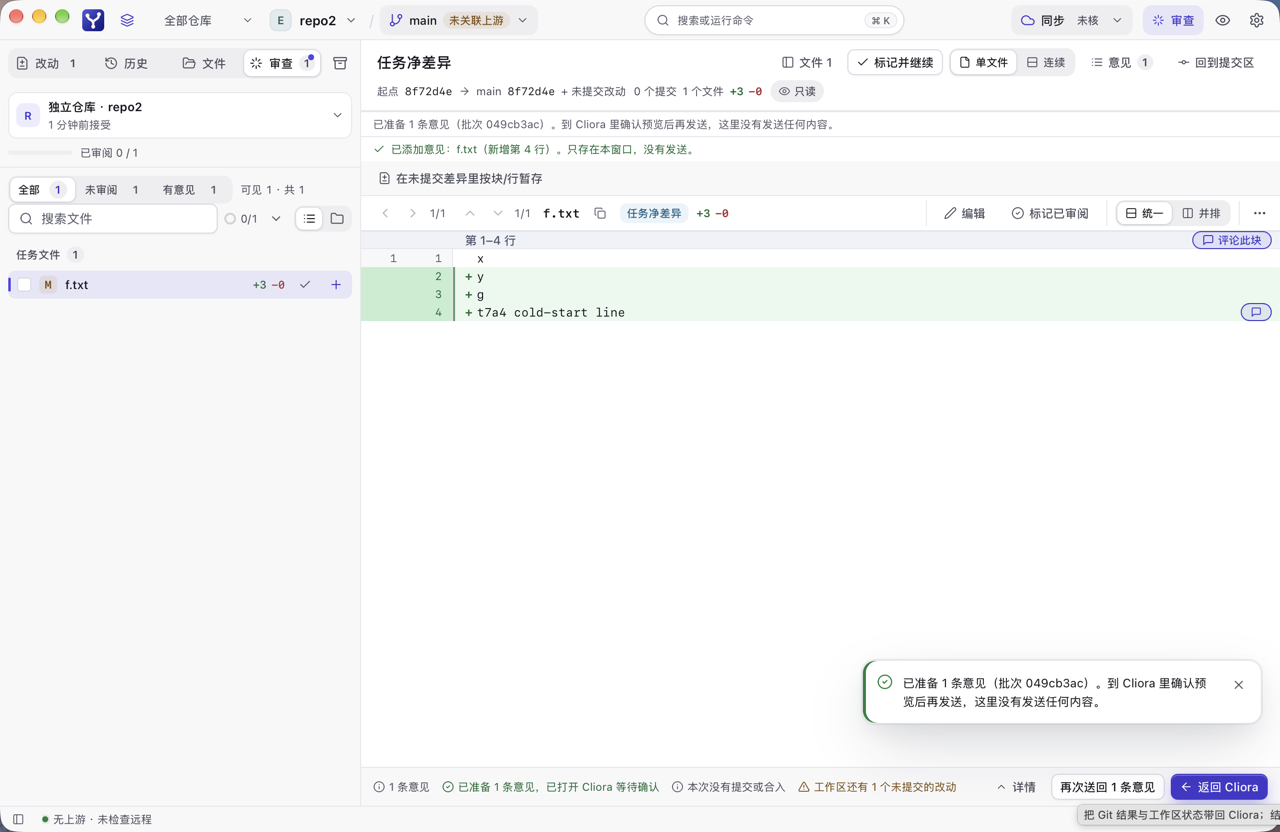 全部仓库 E repo2 / main 未关联上游 搜索或运行命令 ⌘ K 同步 未核 审查
改动 1 历史 文件 审查 1
独立仓库 · repo2
R
1 分钟前接受
已审阅 0 / 1
全部 1 未审阅 1 有意见 1 可见 1 · 共 1
搜索文件 0/1
任务文件 1
M f.txt +3 −0
任务净差异 文件 1 标记并继续 单文件 连续 意见 1 回到提交区
起点 8f72d4e → main 8f72d4e + 未提交改动 0 个提交 1 个文件 +3 −0 只读
已准备 1 条意见（批次 049cb3ac）。到 Cliora 里确认预览后再发送，这里没有发送任何内容。
已添加意见：f.txt（新增第 4 行）。只存在本窗口，没有发送。
在未提交差异里按块/行暂存
1/1 1/1 f.txt 任务净差异 +3 −0 编辑 标记已审阅 统一 并排
第 1–4 行 评论此块
1 1 x
2 + y
3 + g
4 + t7a4 cold-start line
已准备 1 条意见（批次 049cb3ac）。到 Cliora 里确认预
览后再发送，这里没有发送任何内容。
1 条意见 已准备 1 条意见，已打开 Cliora 等待确认 本次没有提交或合入 工作区还有 1 个未提交的改动 详情 再次送回 1 条意见 返回 Cliora
无上游 · 未检查远程
把 Git 结果与工作区状态带回 Cliora；